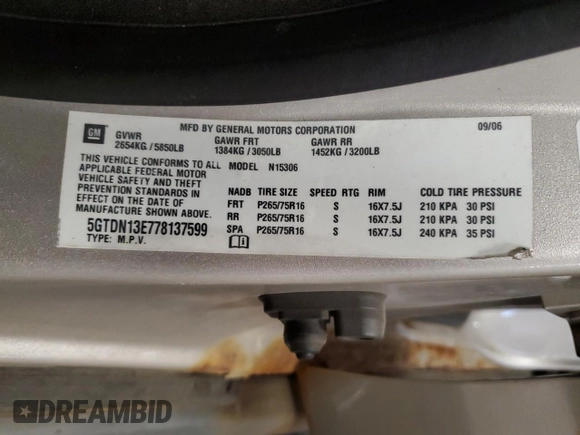 GM
MFD BY GENERAL MOTORS CORPORATION 09/06
GVWR GAWR FRT GAWR RR
2654KG / 5850LB 1384KG / 3050LB 1452KG / 3200LB
THIS VEHICLE CONFORMS TO ALL MODEL N15306
APPLICABLE FEDERAL MOTOR
VEHICLE SAFETY AND THEFT
PREVENTION STANDARDS IN
EFFECT ON THE DATE OF
MANUFACTURE SHOWN ABOVE.
5GTDN13E778137599
TYPE: M.P.V.
NADB TIRE SIZE SPEED RTG RIM COLD TIRE PRESSURE
FRT P265/75R16 S 16X7.5J 210 KPA 30 PSI
RR P265/75R16 S 16X7.5J 210 KPA 30 PSI
SPA P265/75R16 S 16X7.5J 240 KPA 35 PSI
DREAMBID